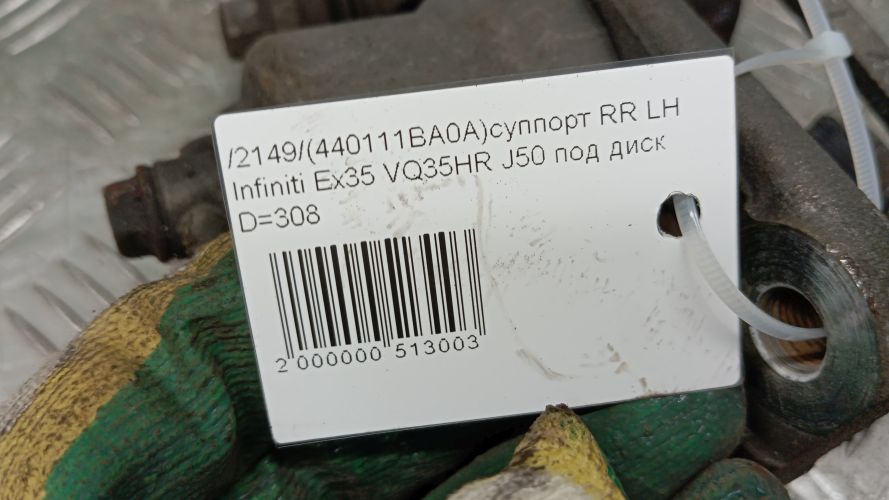 /2149/(440111BA0A)суппорт RR LH
Infiniti Ex35 VQ35HR J50 под диск
D=308
2 000000 513003